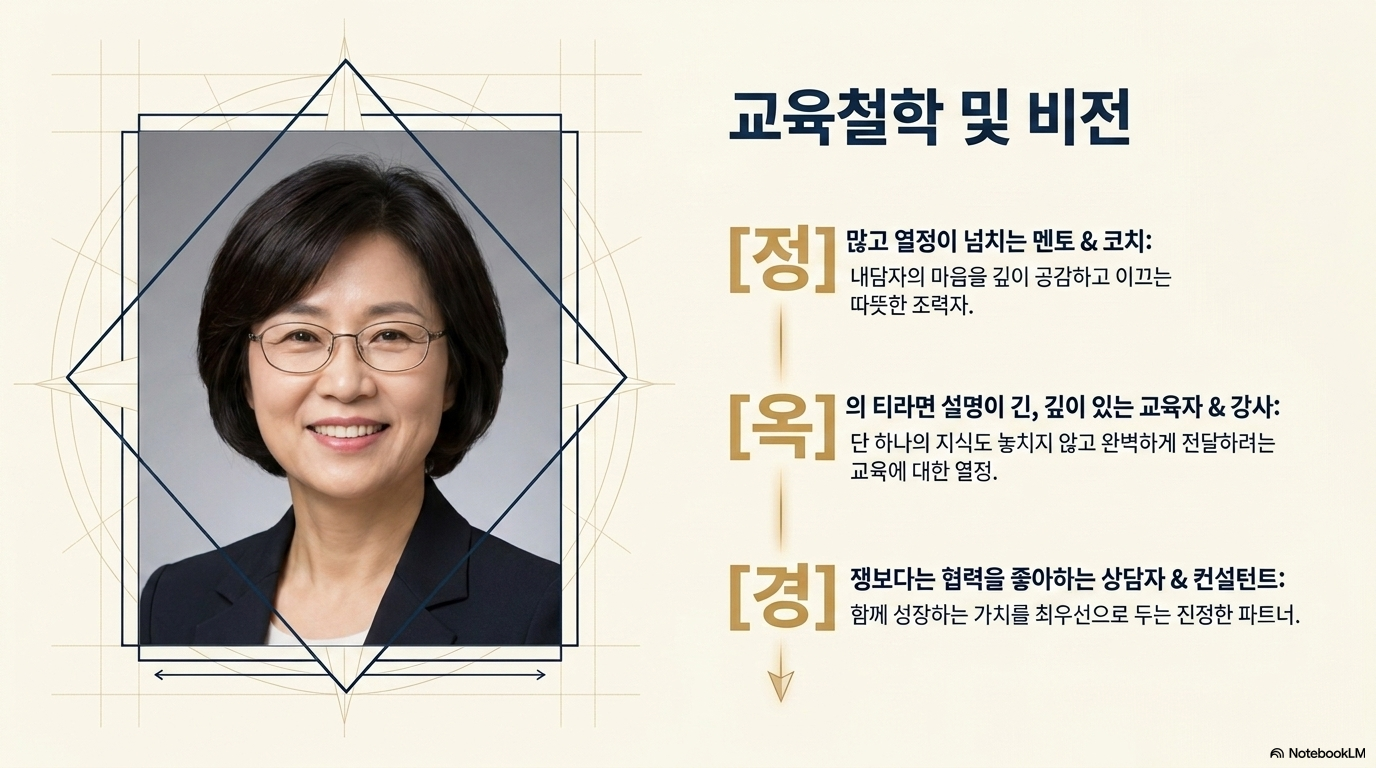 교육철학 및 비전
[정] 많고 열정이 넘치는 멘토 & 코치:
내담자의 마음을 깊이 공감하고 이끄는
따뜻한 조력자.
[옥] 의 티라면 설명이 긴, 깊이 있는 교육자 & 강사:
단 하나의 지식도 놓치지 않고 완벽하게 전달하려는
교육에 대한 열정.
[경] 쟁보다는 협력을 좋아하는 상담자 & 컨설턴트:
함께 성장하는 가치를 최우선으로 두는 진정한 파트너.
NotebookLM